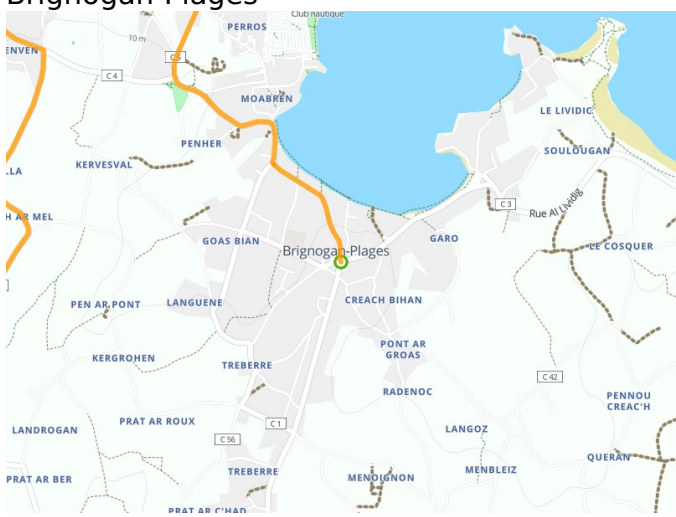 Brignogan-Plages
Club nautique
PERROS
10 m
ENVEN
C 4
MOABREN
LE LIVIDIC
PENHER
SOULOUGAN
KERVESVAL
LLA
C 3
Rue Al Lividig
H AR MEL
GOAS BIAN
GARO
LE COSQUER
Brignogan-Plages
PEN AR PONT
LANGUENE
CREACH BIHAN
PONT AR
GROAS
KERGROHEN
TREBERRE
C 42
RADENOC
PENNOU
CREAC'H
PRAT AR ROUX
C 1
LANDROGAN
LANGOZ
C 56
QUERAN
PRAT AR BER
TREBERRE
MENOIGNON
MENBLEIZ
PRAT AR C'HAD